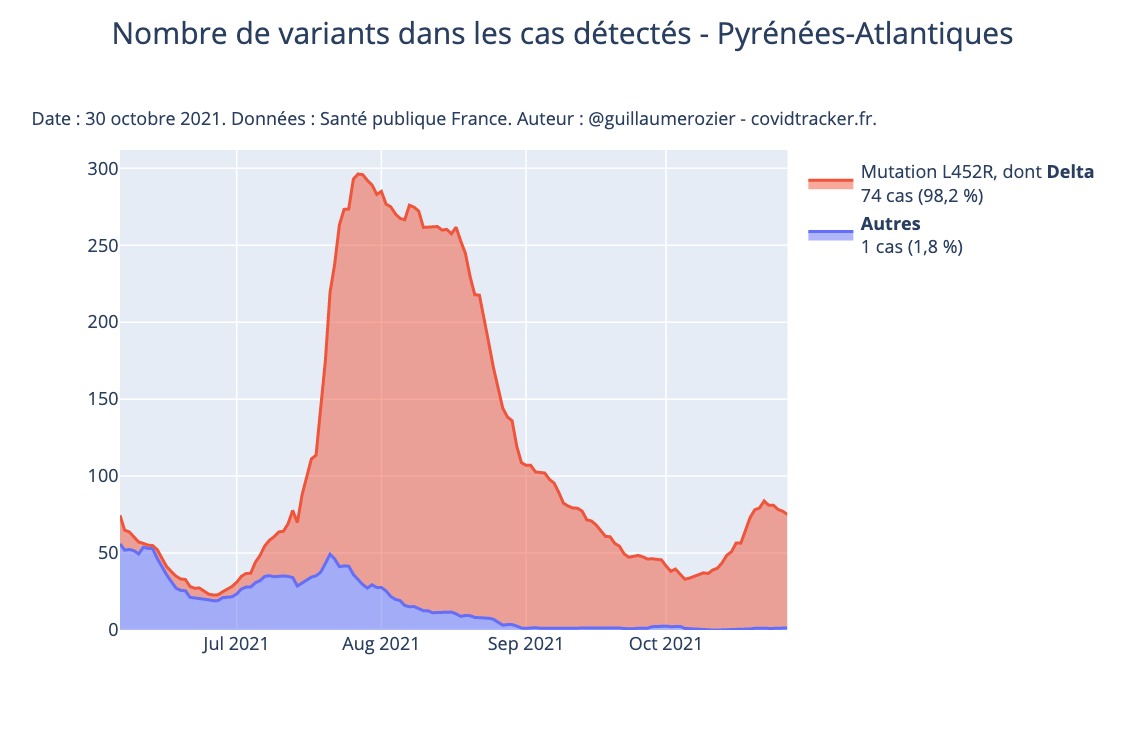 Nombre de variants dans les cas détectés - Pyrénées-Atlantiques
Date : 30 octobre 2021. Données : Santé publique France. Auteur : @guillaumerozier - covidtracker.fr.
300
250
200
150
100
50
0
Jul 2021
Aug 2021
Sep 2021
Oct 2021
Mutation L452R, dont Delta
74 cas (98,2 %)
Autres
1 cas (1,8 %)